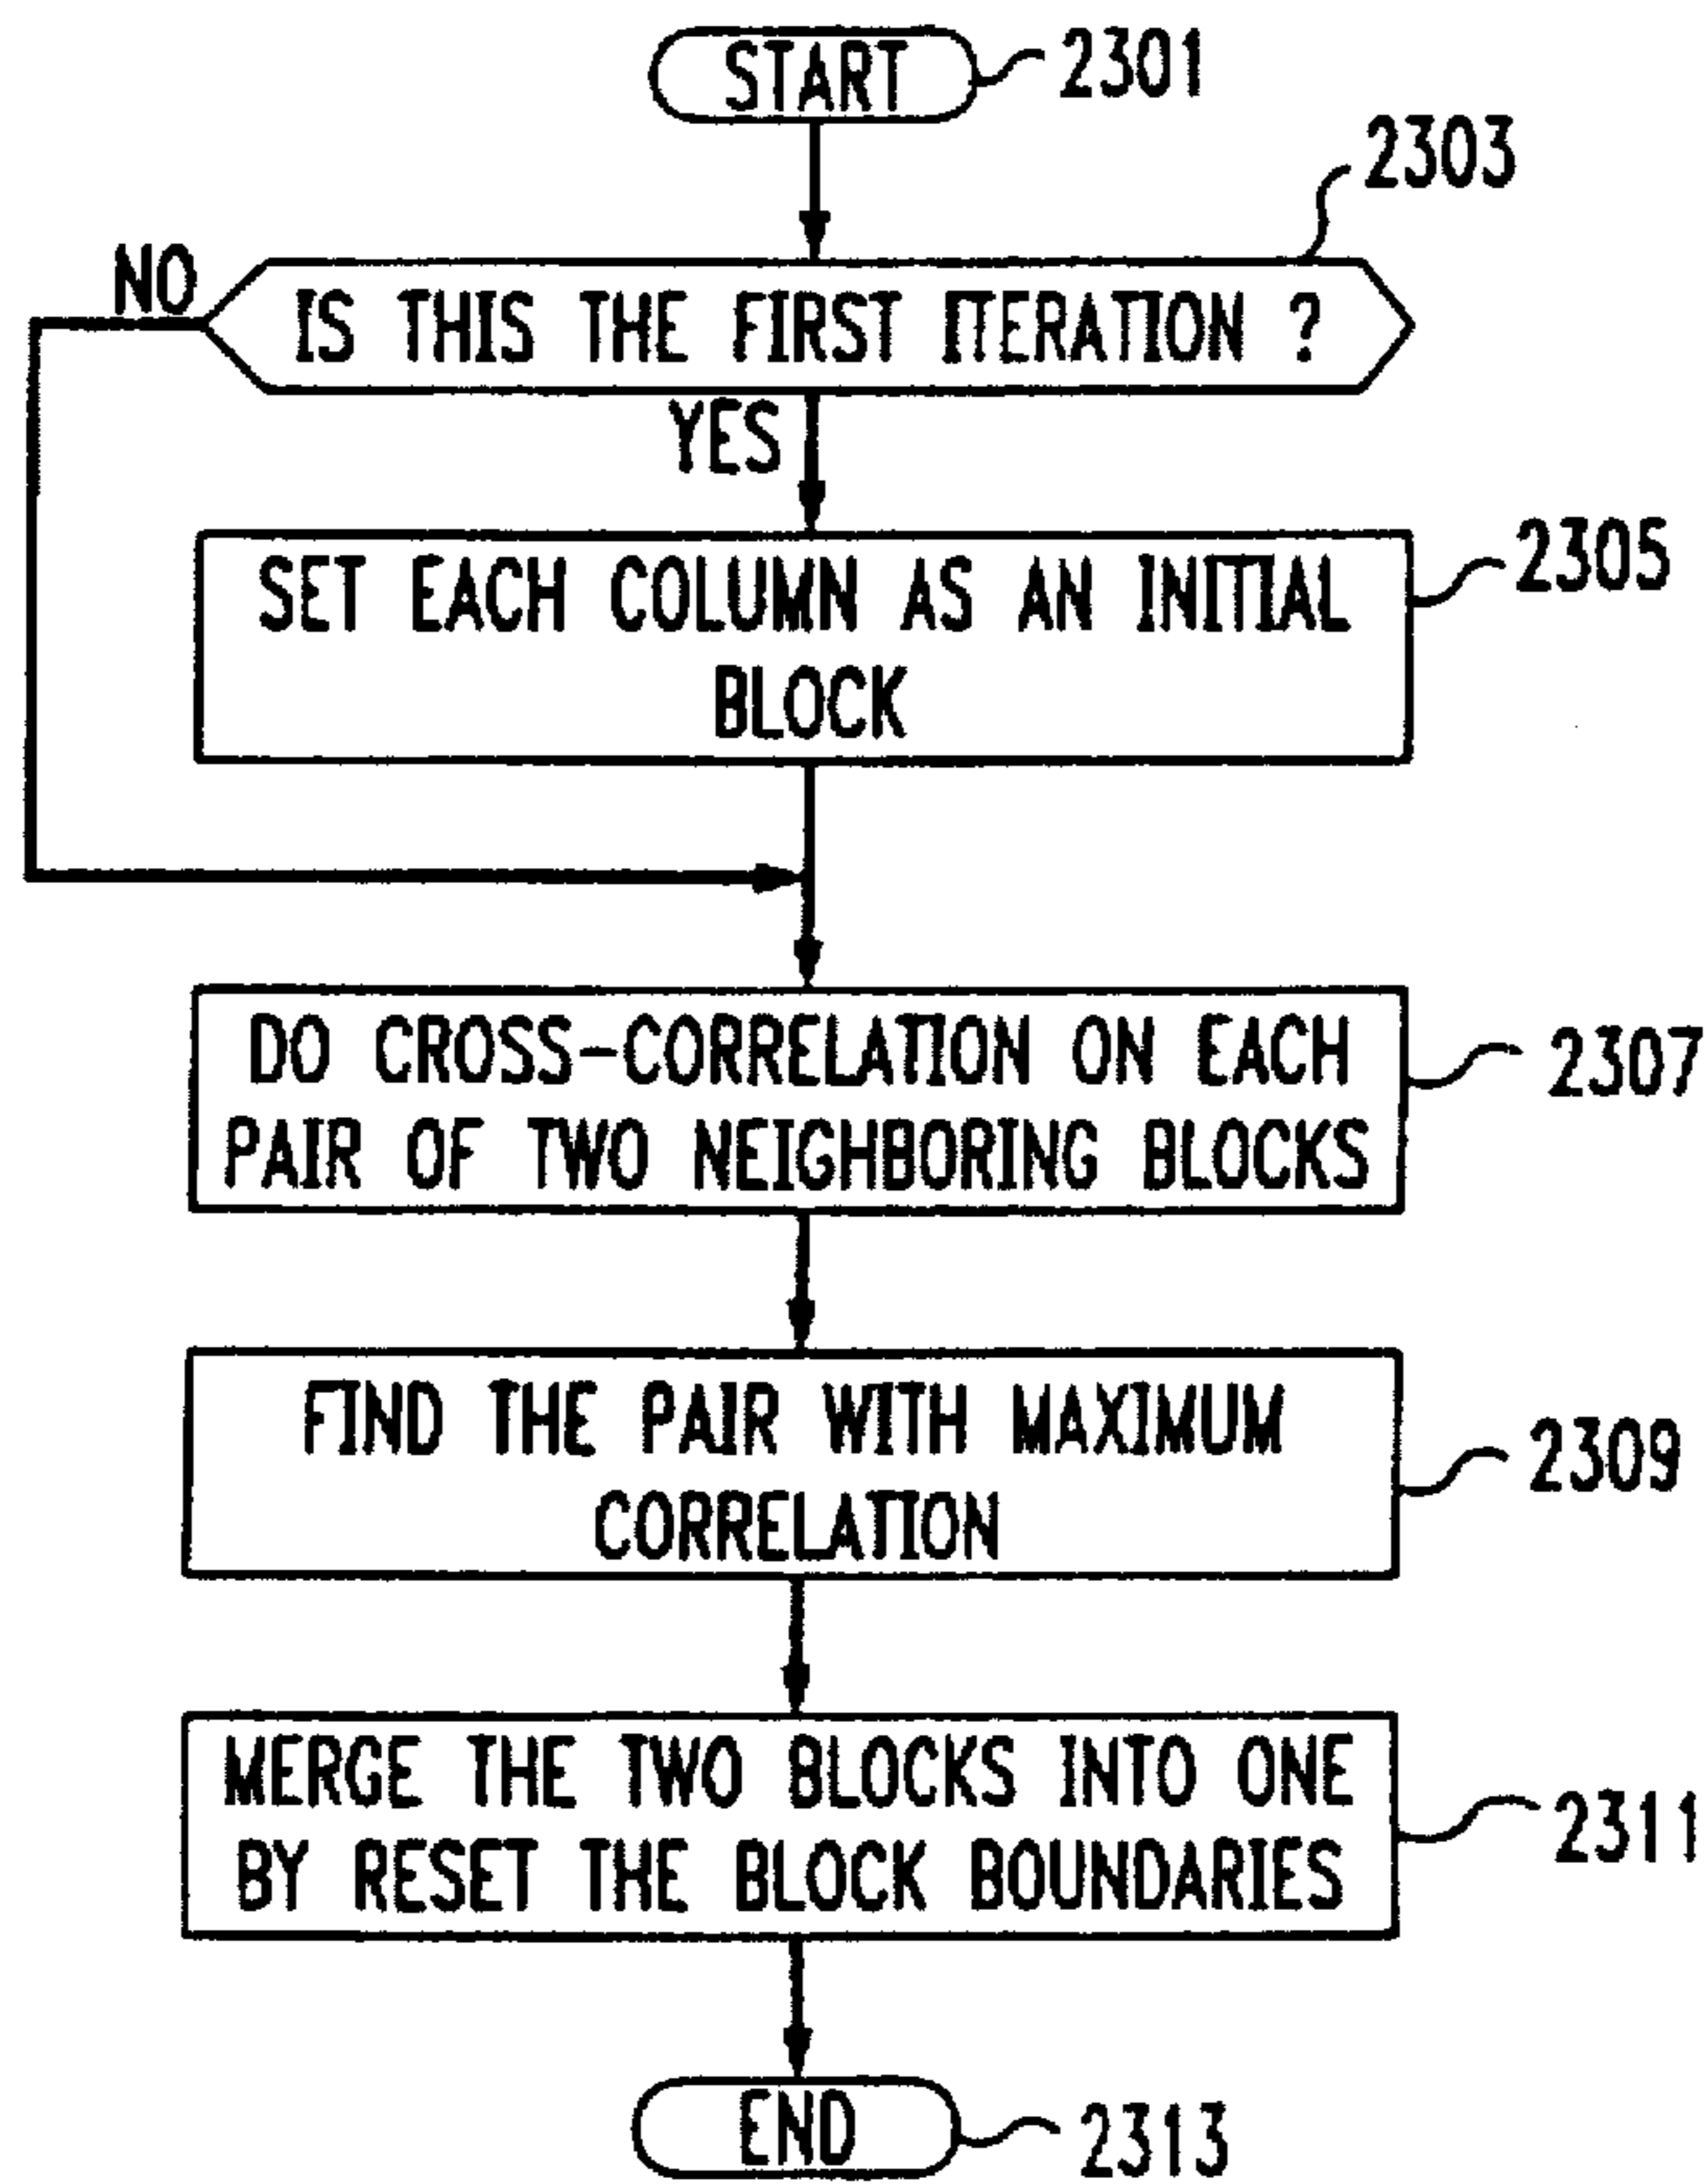 START
2301
2303
NO
IS THIS THE FIRST ITERATION ?
YES
SET EACH COLUMN AS AN INITIAL
BLOCK
2305
DO CROSS-CORRELATION ON EACH
PAIR OF TWO NEIGHBORING BLOCKS
2307
FIND THE PAIR WITH MAXIMUM
CORRELATION
2309
MERGE THE TWO BLOCKS INTO ONE
BY RESET THE BLOCK BOUNDARIES
2311
END
2313